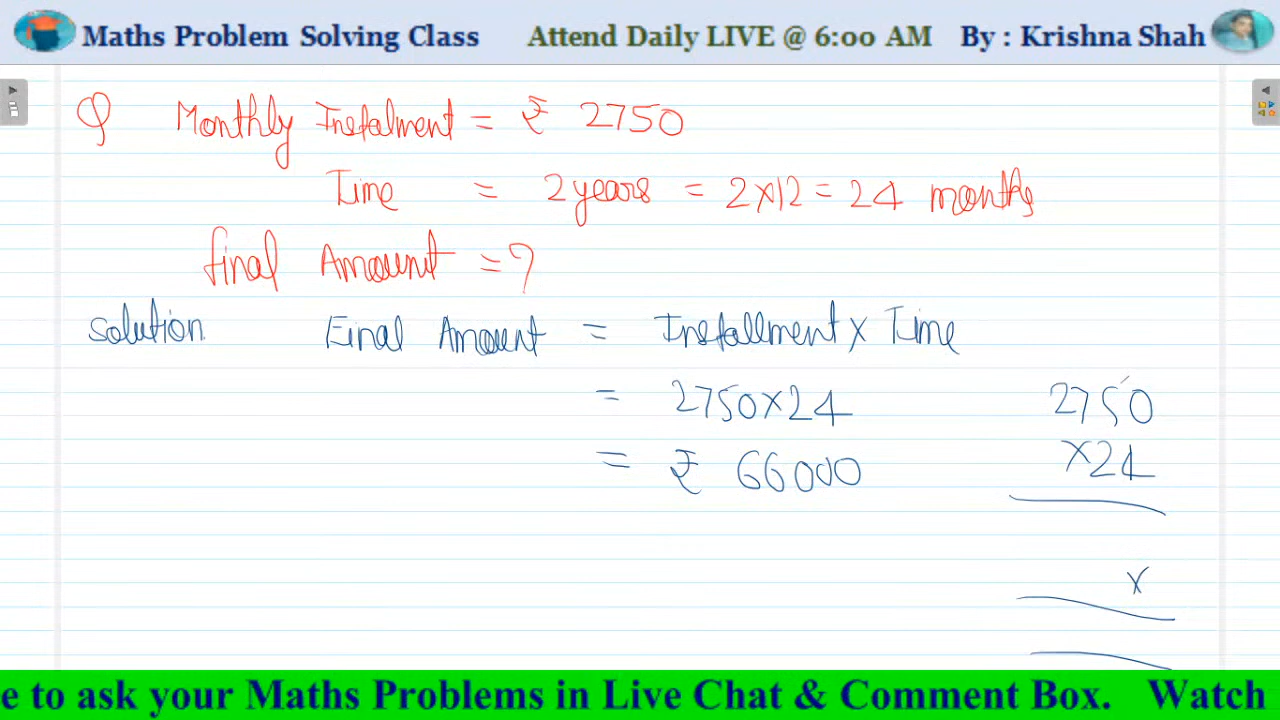 Maths Problem Solving Class Attend Daily LIVE @ 6:00 AM By : Krishna Shah
Q Monthly Instalment = ₹ 2750
Time = 2 years = 2×12 = 24 months
final Amount = ?
Solution Final Amount = Installment × Time
= 2750×24 2750
= ₹ 66000 ×24
×
e to ask your Maths Problems in Live Chat & Comment Box. Watch